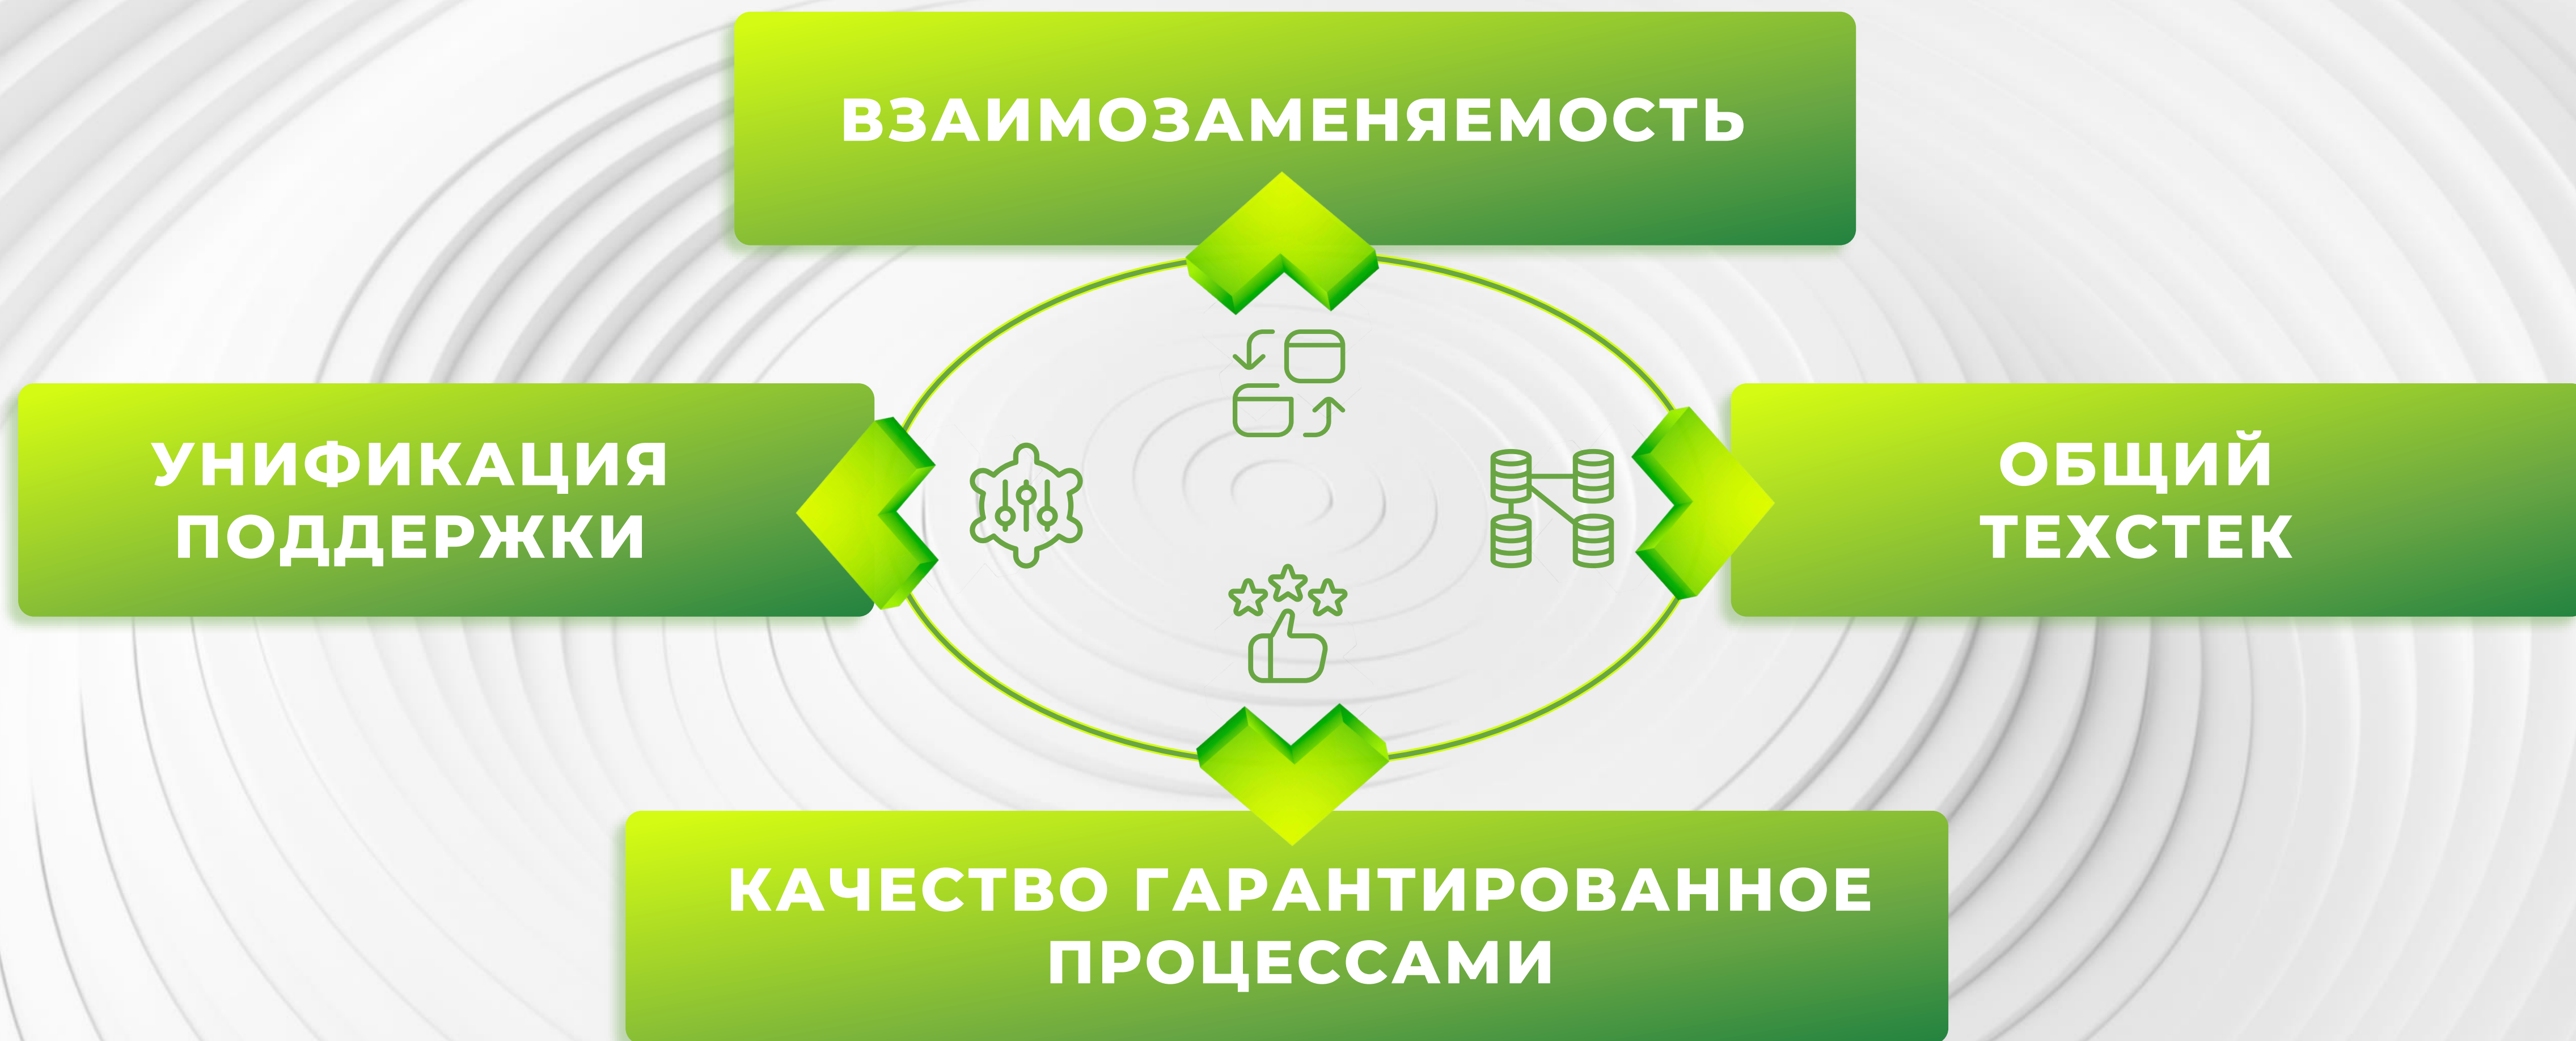 ВЗАИМОЗАМЕНЯЕМОСТЬ
УНИФИКАЦИЯ
ПОДДЕРЖКИ
ОБЩИЙ
ТЕХСТЕК
КАЧЕСТВО ГАРАНТИРОВАННОЕ
ПРОЦЕССАМИ